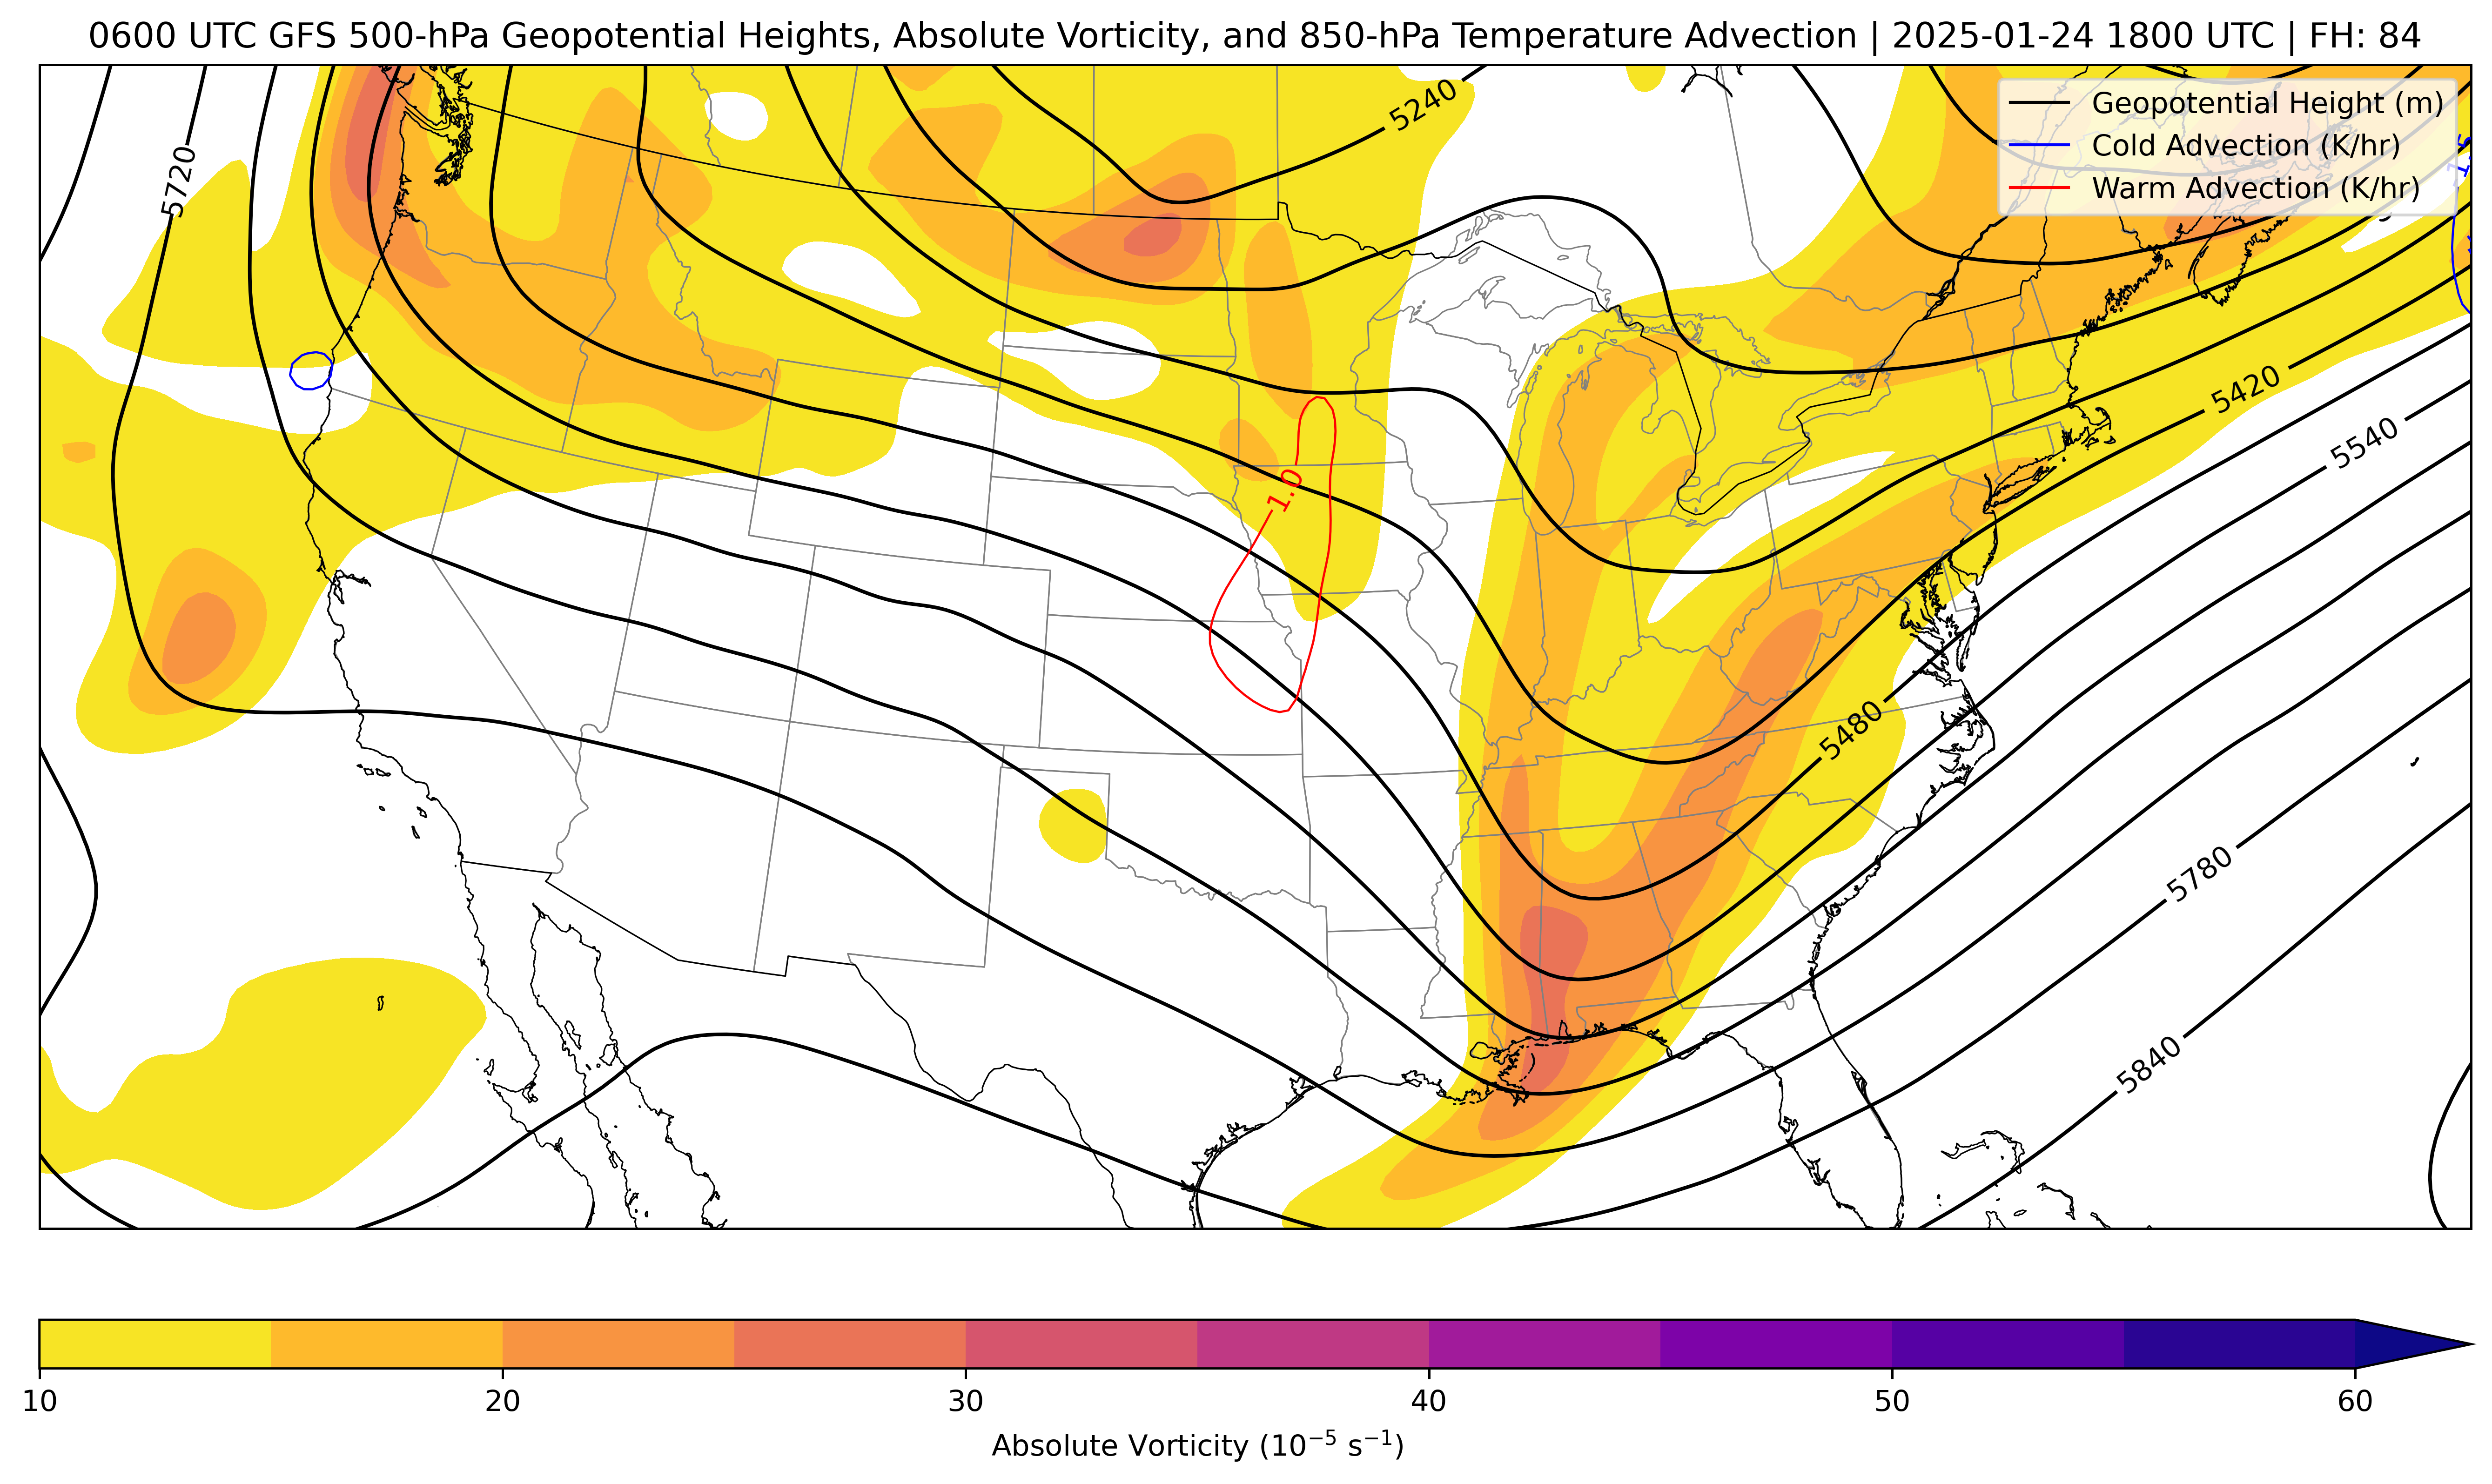 0600 UTC GFS 500-hPa Geopotential Heights, Absolute Vorticity, and 850-hPa Temperature Advection | 2025-01-24 1800 UTC | FH: 84
Geopotential Height (m)
Cold Advection (K/hr)
Warm Advection (K/hr)
5240
5720
5420
5540
1.0
5480
5780
5840
10 20 30 40 50 60
Absolute Vorticity (10⁻⁵ s⁻¹)